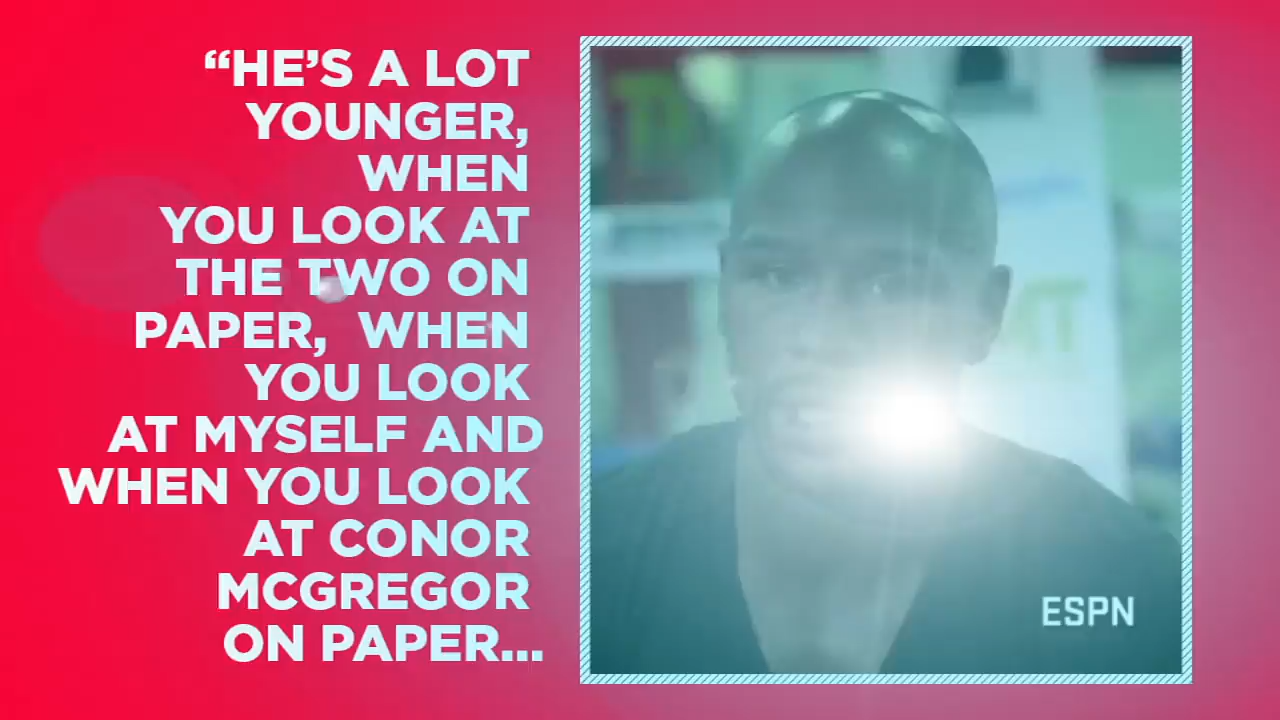 “HE’S A LOT
YOUNGER,
WHEN
YOU LOOK AT
THE TWO ON
PAPER, WHEN
YOU LOOK
AT MYSELF AND
WHEN YOU LOOK
AT CONOR
MCGREGOR
ON PAPER...
ESPN